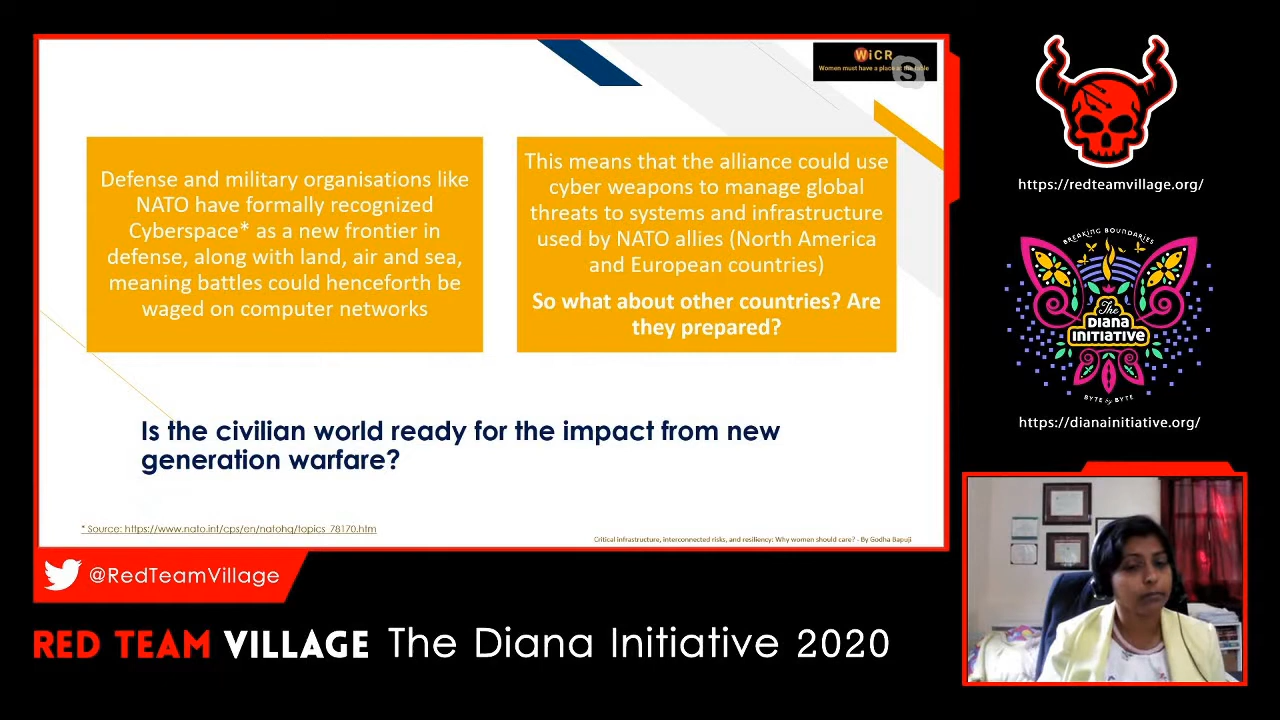 WiCR
Women must have a place at the table
Defense and military organisations like
NATO have formally recognized
Cyberspace* as a new frontier in
defense, along with land, air and sea,
meaning battles could henceforth be
waged on computer networks
This means that the alliance could use
cyber weapons to manage global
threats to systems and infrastructure
used by NATO allies (North America
and European countries)
So what about other countries? Are
they prepared?
Is the civilian world ready for the impact from new
generation warfare?
* Source: https://www.nato.int/cps/en/natohq/topics_78170.htm
Critical infrastructure, interconnected risks, and resiliency: Why women should care? - By Godha Bapuji
@RedTeamVillage
RED TEAM VILLAGE The Diana Initiative 2020
https://redteamvillage.org/
BREAKING BOUNDARIES
The
DIANA
INITIATIVE
BYTE by BYTE
https://dianainitiative.org/